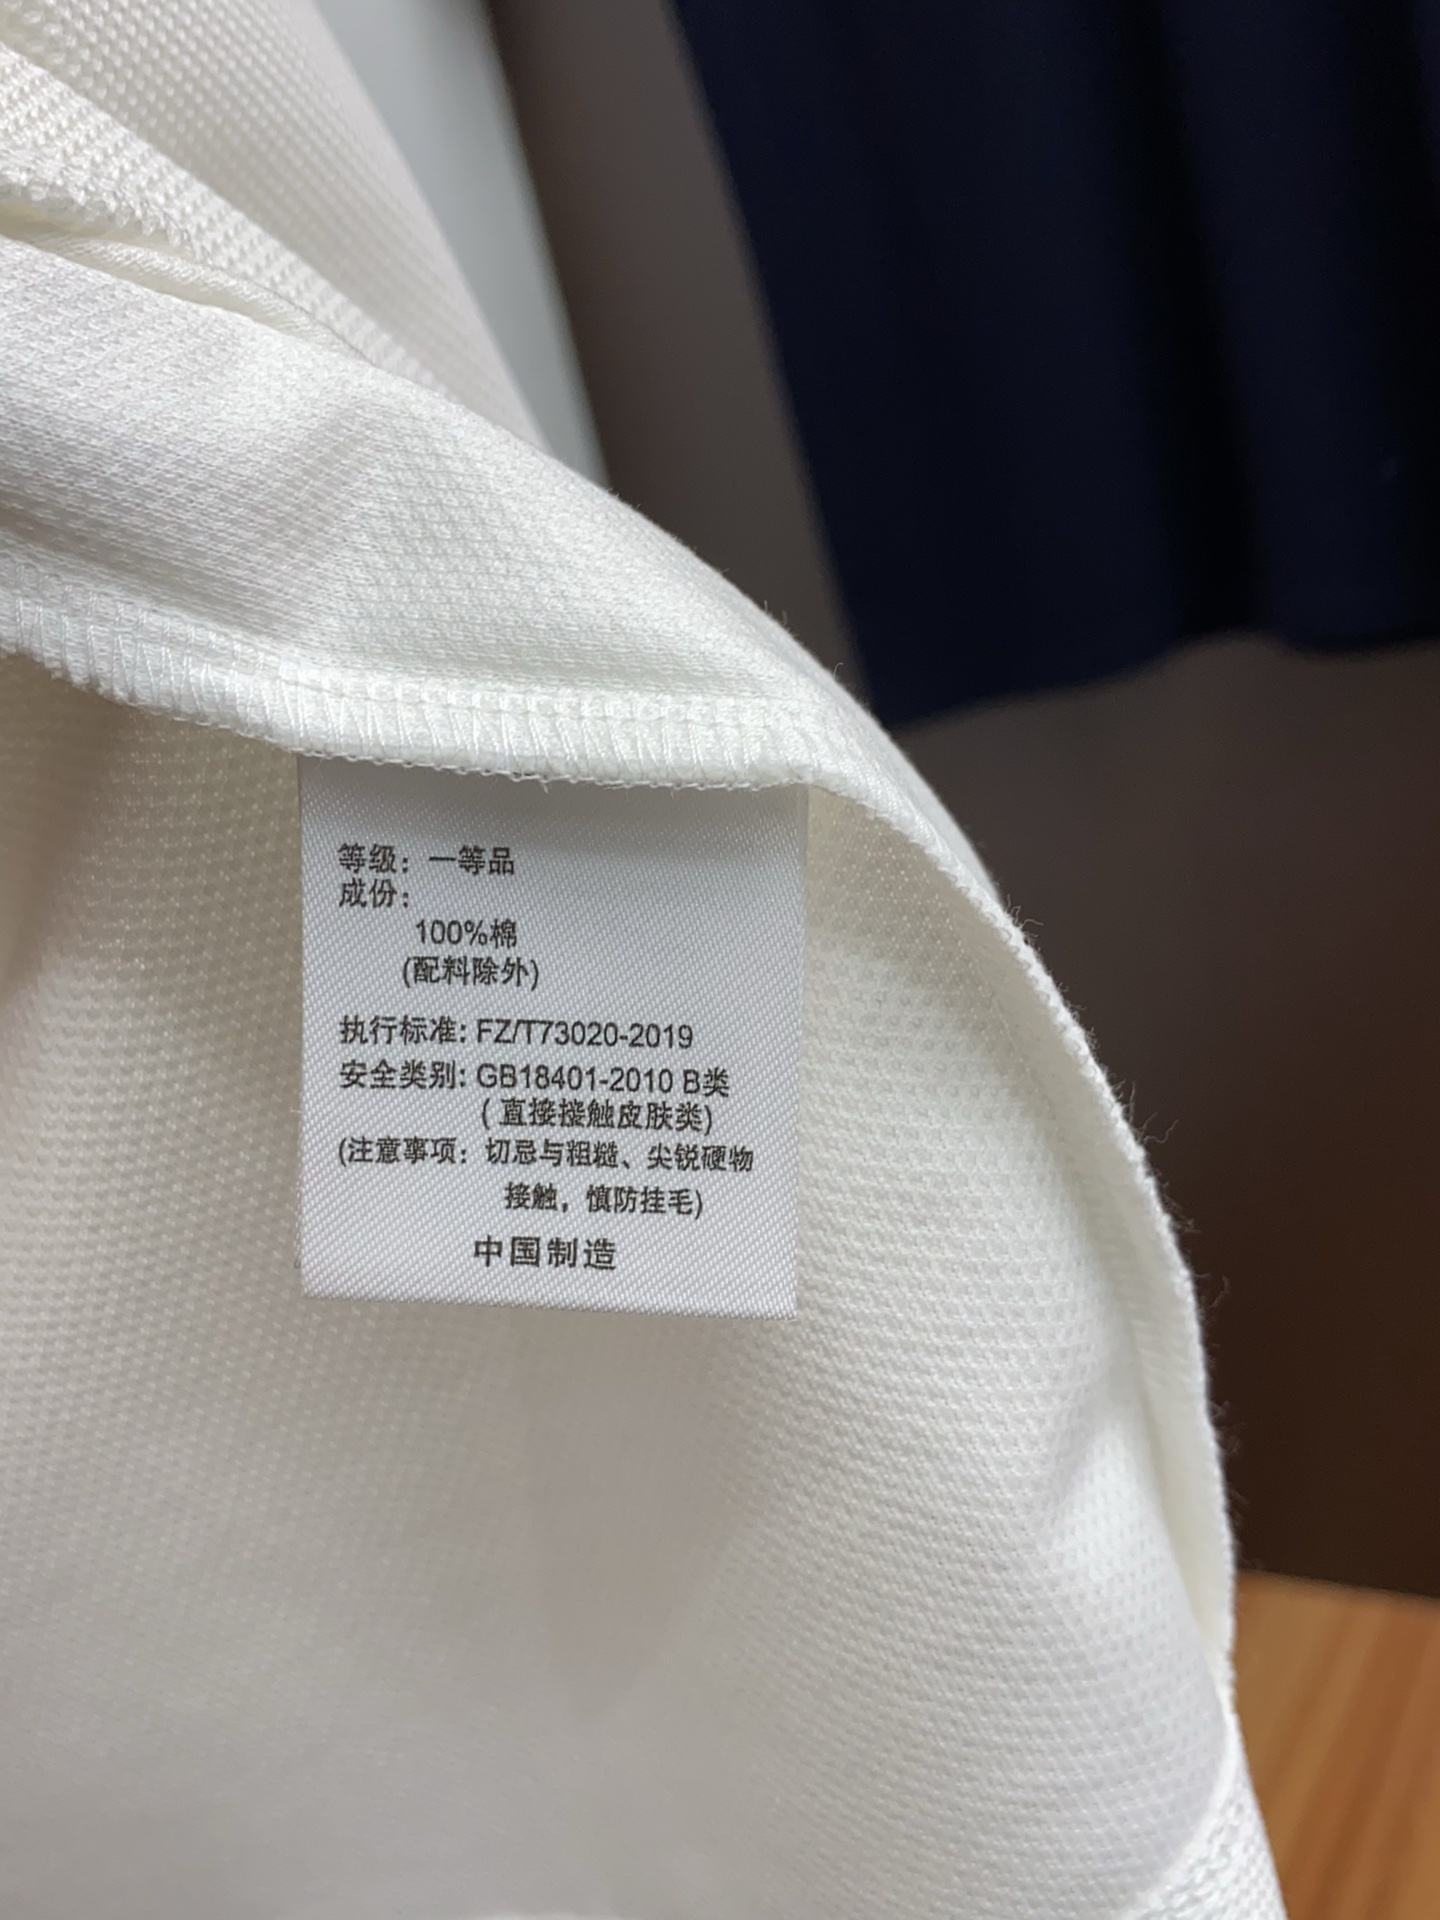 等级：一等品
成份：
100%棉
(配料除外)
执行标准: FZ/T73020-2019
安全类别: GB18401-2010 B类
( 直接接触皮肤类)
(注意事项：切忌与粗糙、尖锐硬物
接触，慎防挂毛)
中国制造